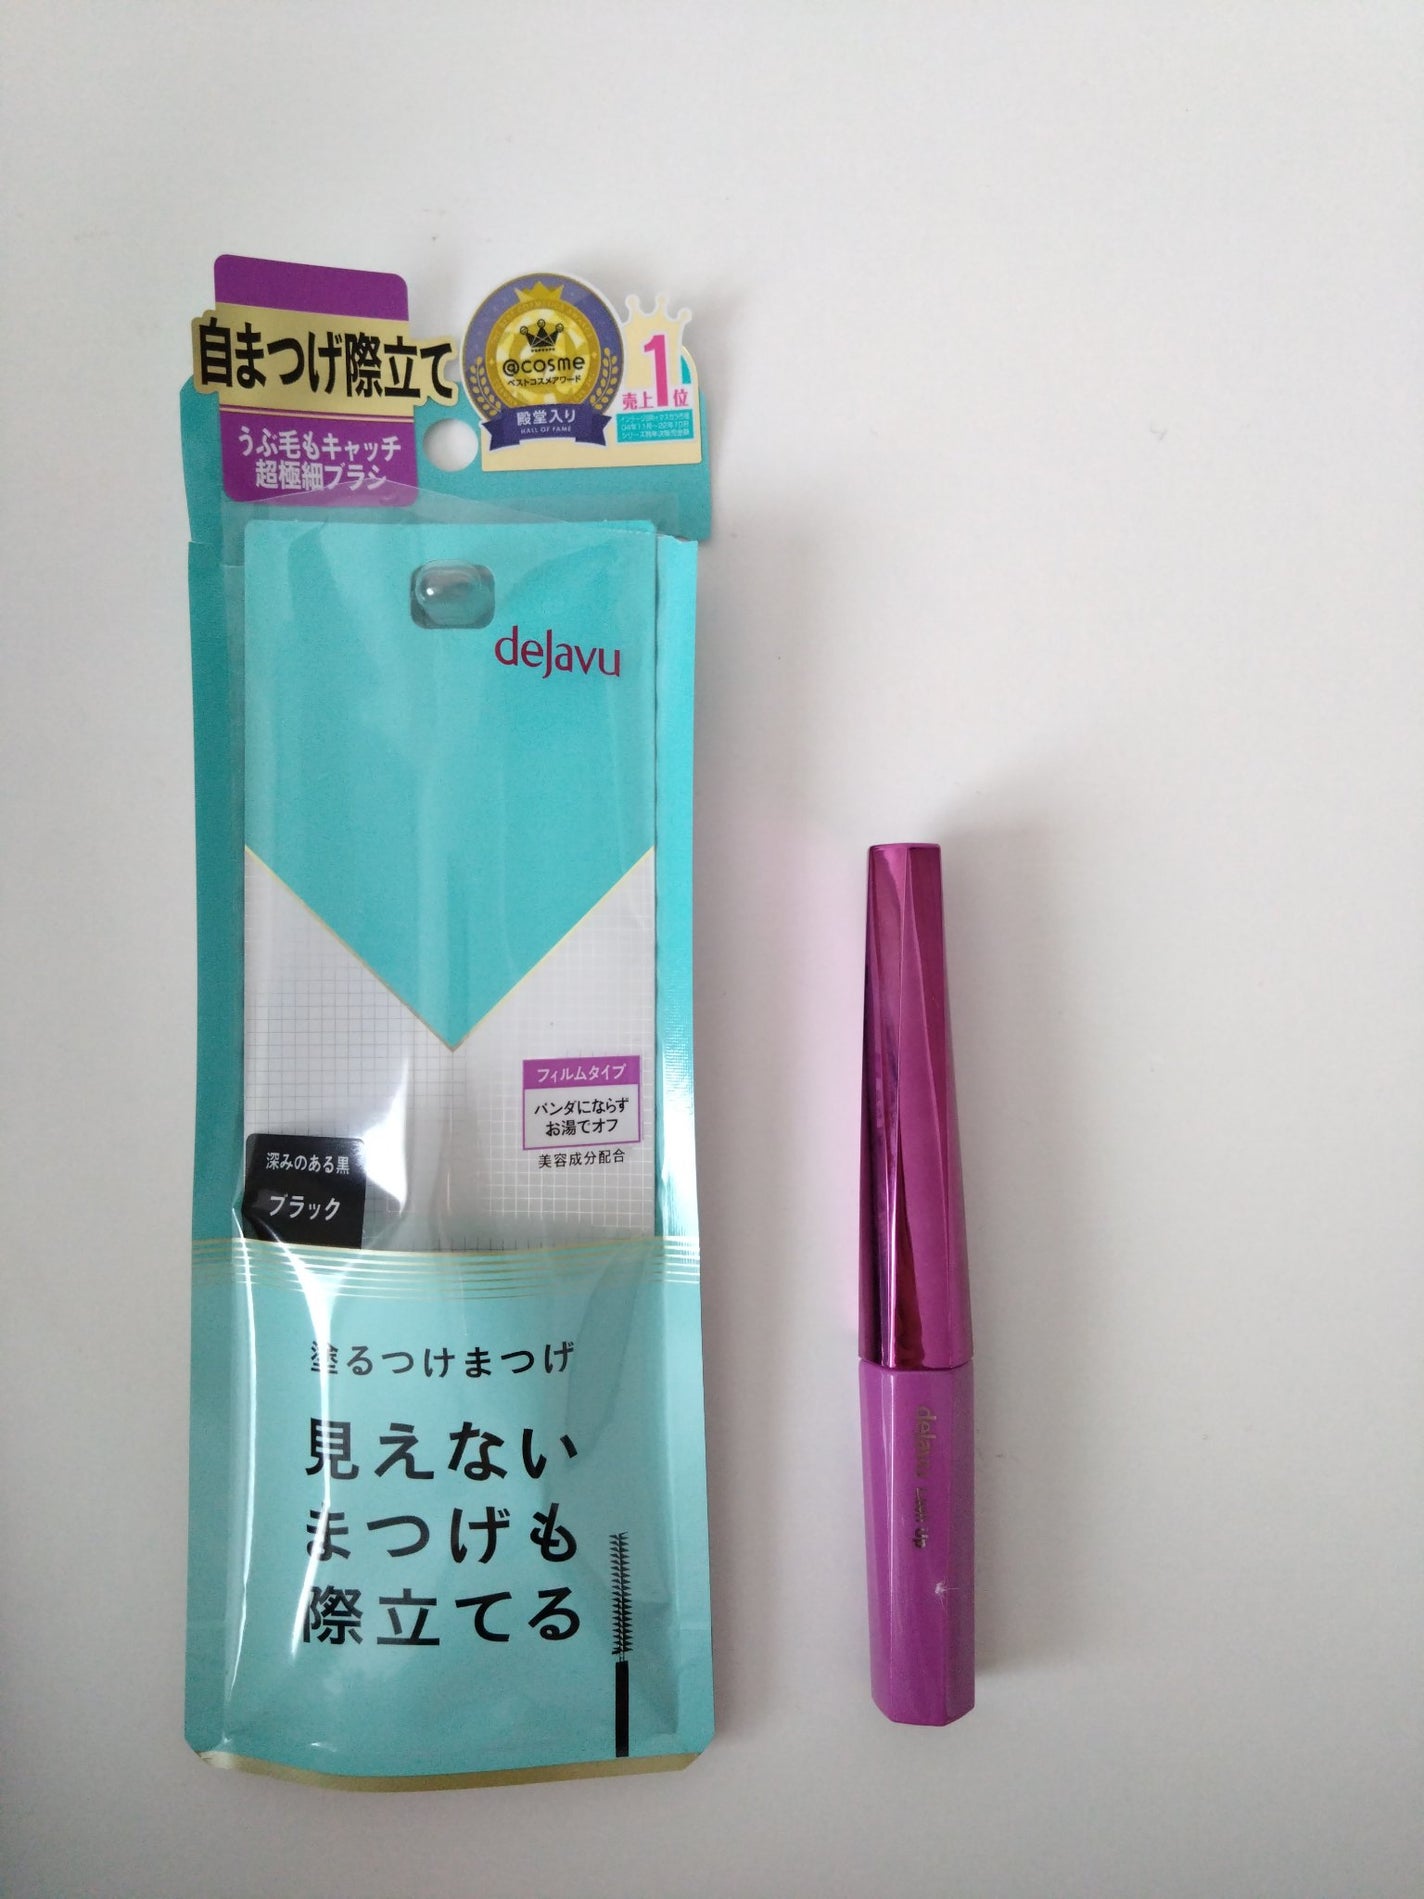 自まつげ際立て
うぶ毛もキャッチ
超極細ブラシ
@cosme
ベストコスメアワード
殿堂入り
HALL OF FAME
売上1位
deJavu
フィルムタイプ
パンダにならず
お湯でオフ
美容成分配合
深みのある黒
ブラック
塗るつけまつげ
見えない
まつげも
際立てる
deJavu Lash Up